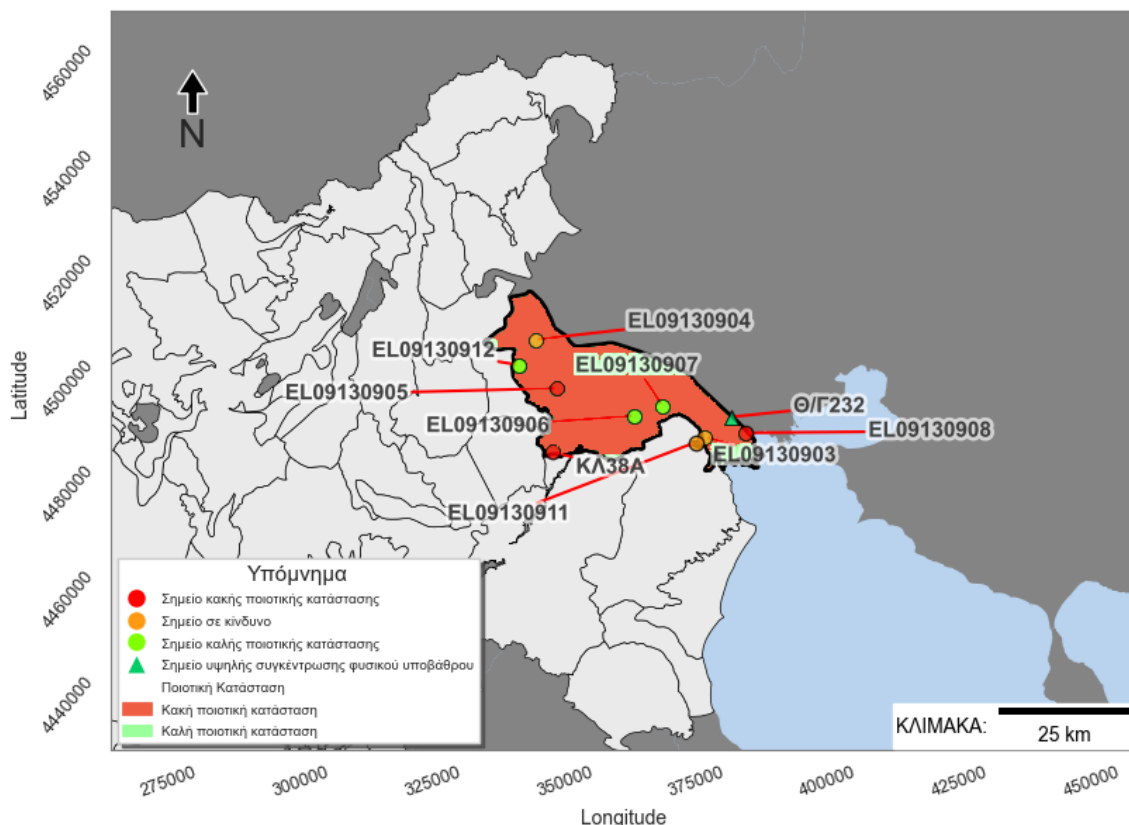 4560000
4540000
4520000
4500000
4480000
4460000
4440000
Latitude
N
EL09130904
EL09130912
EL09130907
EL09130905
Θ/Γ232
EL09130906
EL09130908
EL09130903
ΚΛ38Α
EL09130911
Υπόμνημα
Σημείο κακής ποιοτικής κατάστασης
Σημείο σε κίνδυνο
Σημείο καλής ποιοτικής κατάστασης
Σημείο υψηλής συγκέντρωσης φυσικού υποβάθρου
Ποιοτική Κατάσταση
Κακή ποιοτική κατάσταση
Καλή ποιοτική κατάσταση
ΚΛΙΜΑΚΑ:
25 km
275000
300000
325000
350000
375000
400000
425000
450000
Longitude